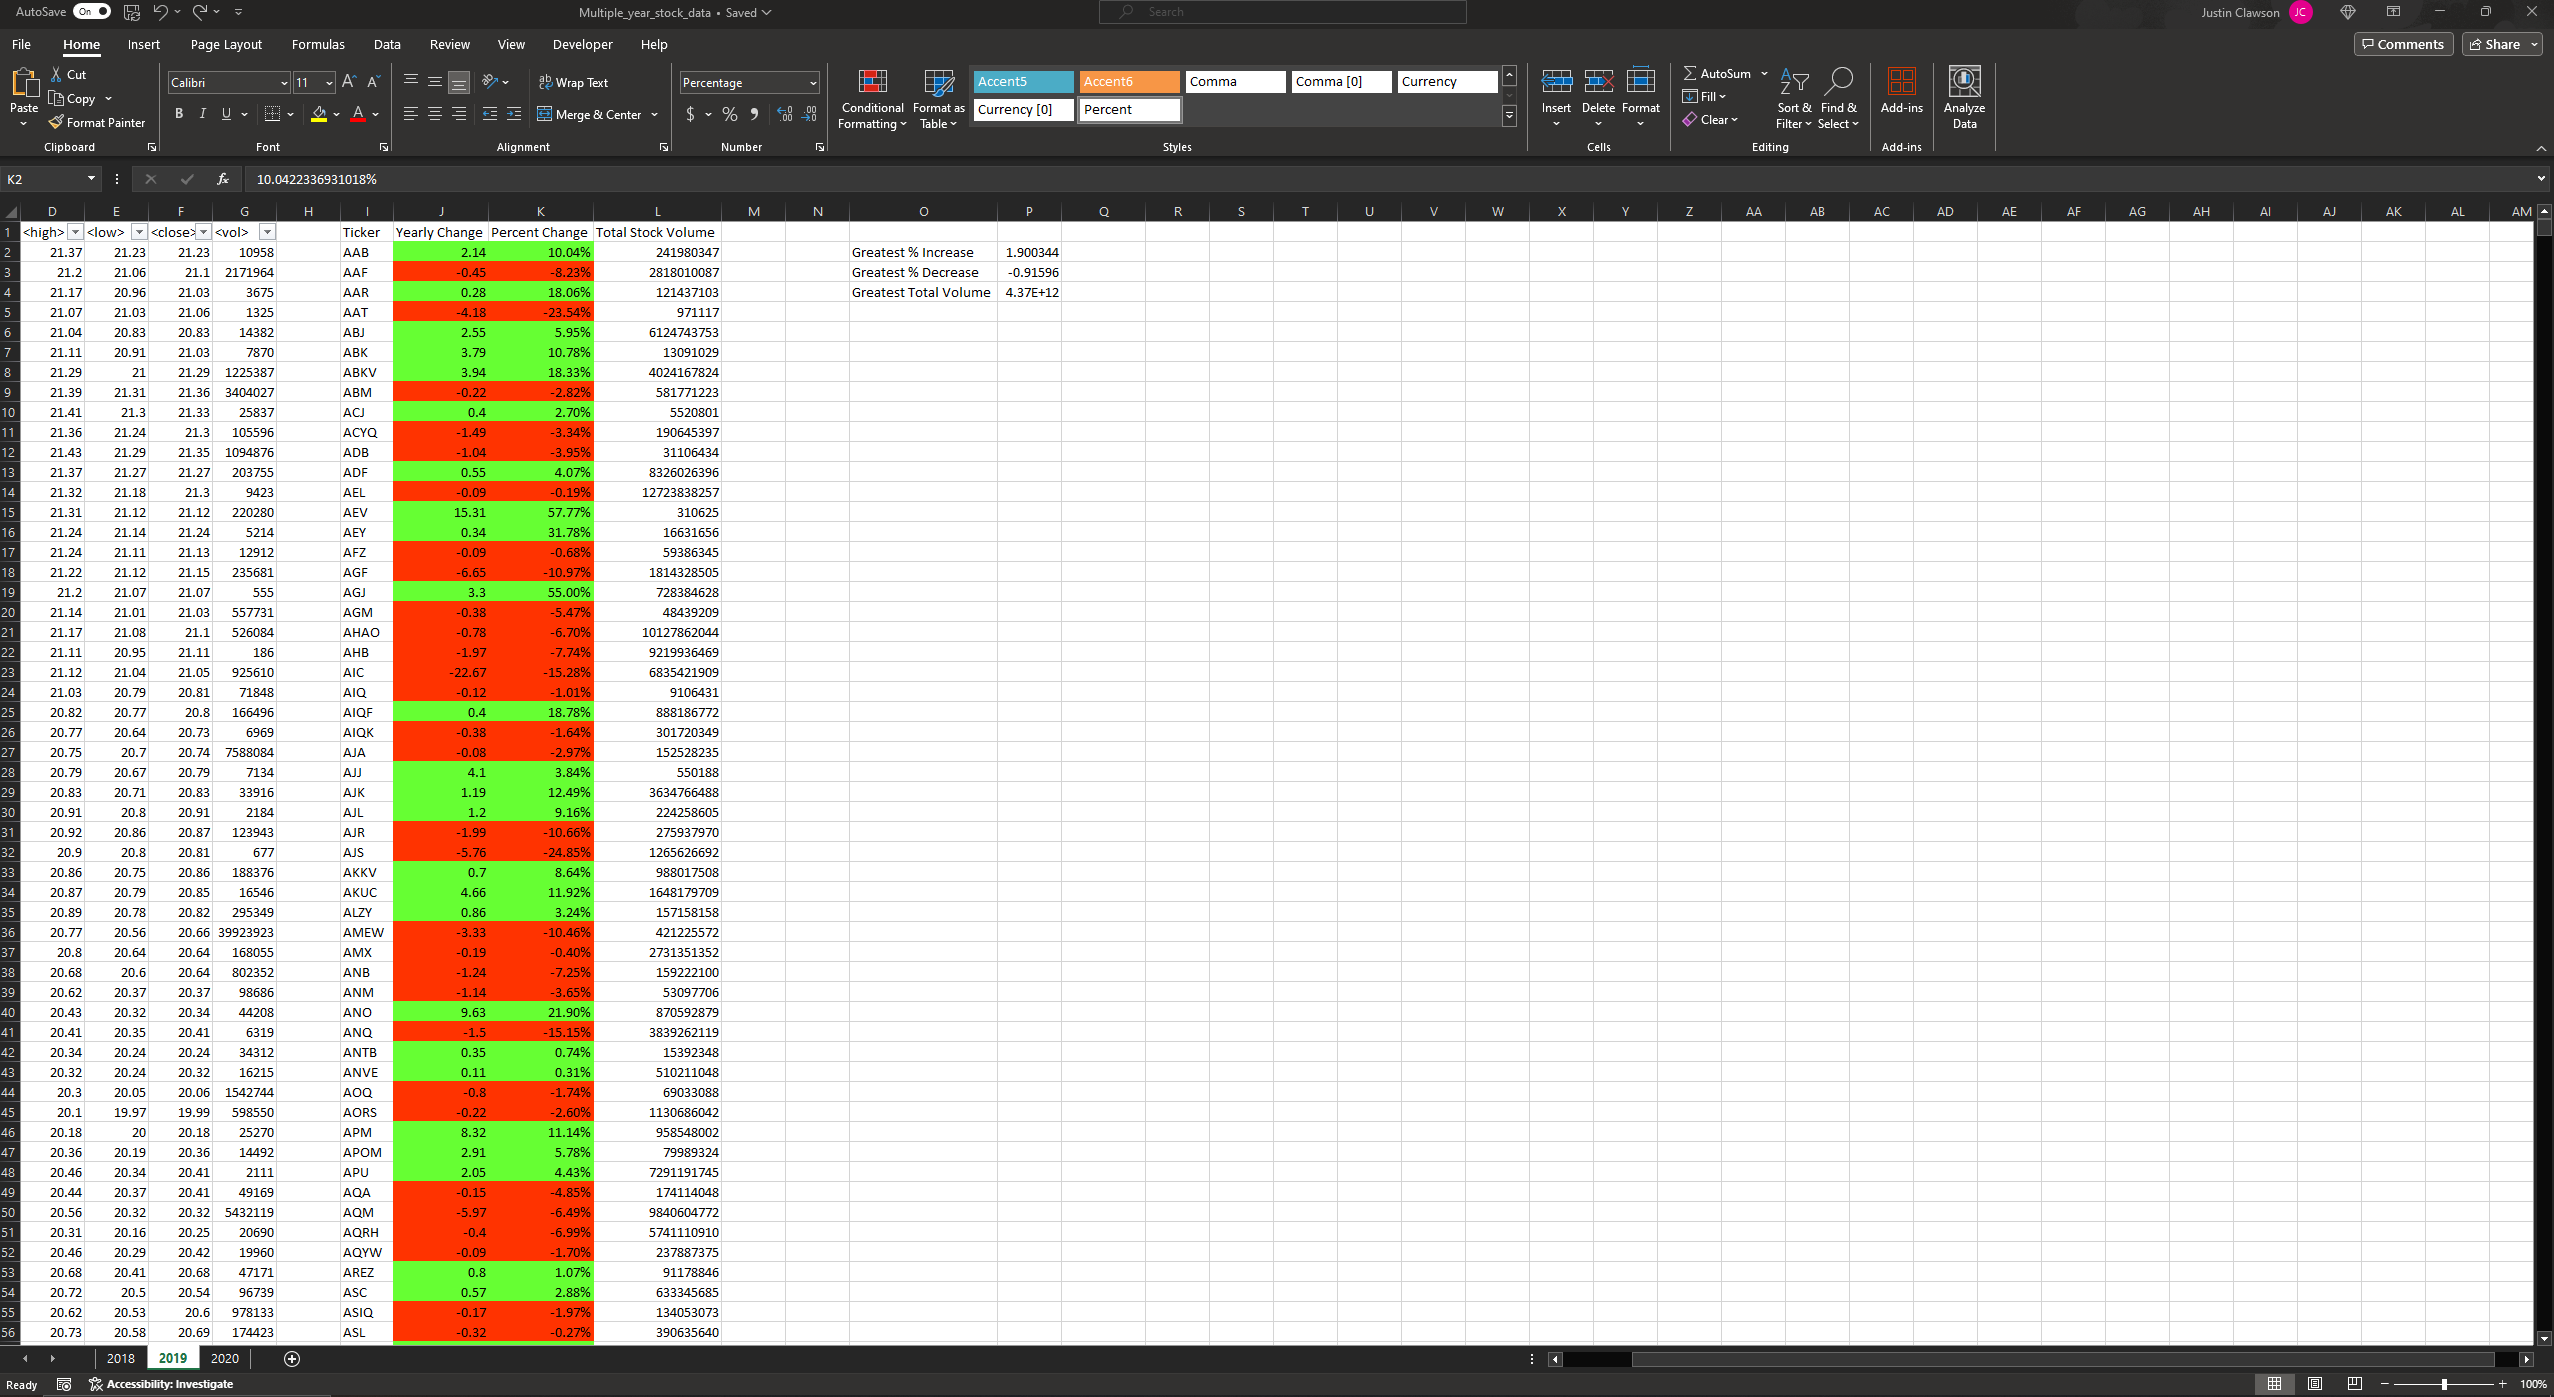 AutoSave On Multiple_year_stock_data • Saved Search Justin Clawson JC
File Home Insert Page Layout Formulas Data Review View Developer Help Comments Share
Cut
Copy
Format Painter
Paste
Clipboard
Calibri 11
B I U
Font
Wrap Text
Merge & Center
Alignment
Percentage
$ % 9
Number
Conditional Formatting
Format as Table
Accent5 Accent6 Comma Comma [0] Currency
Currency [0] Percent
Styles
Insert Delete Format
Cells
AutoSum
Fill
Clear
Sort & Filter
Find & Select
Editing
Add-ins
Add-ins
Analyze Data
K2 fx 10.0422336931018%
D E F G H I J K L M N O P Q R S T U V W X Y Z AA AB AC AD AE AF AG AH AI AJ AK AL AM
1 <high> <low> <close> <vol> Ticker Yearly Change Percent Change Total Stock Volume
2 21.37 21.23 21.23 10958 AAB 2.14 10.04% 241980347 Greatest % Increase 1.900344
3 21.2 21.06 21.1 2171964 AAF -0.45 -8.23% 2818010087 Greatest % Decrease -0.91596
4 21.17 20.96 21.03 3675 AAR 0.28 18.06% 121437103 Greatest Total Volume 4.37E+12
5 21.07 21.03 21.06 1325 AAT -4.18 -23.54% 971117
6 21.04 20.83 20.83 14382 ABJ 2.55 5.95% 6124743753
7 21.11 20.91 21.03 7870 ABK 3.79 10.78% 13091029
8 21.29 21 21.29 1225387 ABKV 3.94 18.33% 4024167824
9 21.39 21.31 21.36 3404027 ABM -0.22 -2.82% 581771223
10 21.41 21.3 21.33 25837 ACJ 0.4 2.70% 5520801
11 21.36 21.24 21.3 105596 ACYQ -1.49 -3.34% 190645397
12 21.43 21.29 21.35 1094876 ADB -1.04 -3.95% 31106434
13 21.37 21.27 21.27 203755 ADF 0.55 4.07% 8326026396
14 21.32 21.18 21.3 9423 AEL -0.09 -0.19% 12723838257
15 21.31 21.12 21.12 220280 AEV 15.31 57.77% 310625
16 21.24 21.14 21.24 5214 AEY 0.34 31.78% 16631656
17 21.24 21.11 21.13 12912 AFZ -0.09 -0.68% 59386345
18 21.22 21.12 21.15 235681 AGF -6.65 -10.97% 1814328505
19 21.2 21.07 21.07 555 AGJ 3.3 55.00% 728384628
20 21.14 21.01 21.03 557731 AGM -0.38 -5.47% 48439209
21 21.17 21.08 21.1 526084 AHAO -0.78 -6.70% 10127862044
22 21.11 20.95 21.11 186 AHB -1.97 -7.74% 9219936469
23 21.12 21.04 21.05 925610 AIC -22.67 -15.28% 6835421909
24 21.03 20.79 20.81 71848 AIQ -0.12 -1.01% 9106431
25 20.82 20.77 20.8 166496 AIQF 0.4 18.78% 888186772
26 20.77 20.64 20.73 6969 AIQK -0.38 -1.64% 301720349
27 20.75 20.7 20.74 7588084 AJA -0.08 -2.97% 152528235
28 20.79 20.67 20.79 7134 AJJ 4.1 3.84% 550188
29 20.83 20.71 20.83 33916 AJK 1.19 12.49% 3634766488
30 20.91 20.8 20.91 2184 AJL 1.2 9.16% 224258605
31 20.92 20.86 20.87 123943 AJR -1.99 -10.66% 275937970
32 20.9 20.8 20.81 677 AJS -5.76 -24.85% 1265626692
33 20.86 20.75 20.86 188376 AKKV 0.7 8.64% 988017508
34 20.87 20.79 20.85 16546 AKUC 4.66 11.92% 1648179709
35 20.89 20.78 20.82 295349 ALZY 0.86 3.24% 157158158
36 20.77 20.56 20.66 39923923 AMEW -3.33 -10.46% 421225572
37 20.8 20.64 20.64 168055 AMX -0.19 -0.40% 2731351352
38 20.68 20.6 20.64 802352 ANB -1.24 -7.25% 159222100
39 20.62 20.37 20.37 98686 ANM -1.14 -3.65% 53097706
40 20.43 20.32 20.34 44208 ANO 9.63 21.90% 870592879
41 20.41 20.35 20.41 6319 ANQ -1.5 -15.15% 3839262119
42 20.34 20.24 20.24 34312 ANTB 0.35 0.74% 15392348
43 20.32 20.24 20.32 16215 ANVE 0.11 0.31% 510211048
44 20.3 20.05 20.06 1542744 AOQ -0.8 -1.74% 69033088
45 20.1 19.97 19.99 598550 AORS -0.22 -2.60% 1130686042
46 20.18 20 20.18 25270 APM 8.32 11.14% 958548002
47 20.36 20.19 20.36 14492 APOM 2.91 5.78% 79989324
48 20.46 20.34 20.41 2111 APU 2.05 4.43% 7291191745
49 20.44 20.37 20.41 49169 AQA -0.15 -4.85% 174114048
50 20.56 20.32 20.32 5432119 AQM -5.97 -6.49% 9840604772
51 20.31 20.16 20.25 20690 AQRH -0.4 -6.99% 5741110910
52 20.46 20.29 20.42 19960 AQYW -0.09 -1.70% 237887375
53 20.68 20.41 20.68 47171 AREZ 0.8 1.07% 91178846
54 20.72 20.5 20.54 96739 ASC 0.57 2.88% 633345685
55 20.62 20.53 20.6 978133 ASIQ -0.17 -1.97% 134053073
56 20.73 20.58 20.69 174423 ASL -0.32 -0.27% 390635640
2018 2019 2020
Ready Accessibility: Investigate 100%